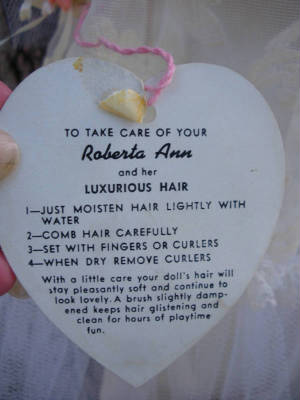 TO TAKE CARE OF YOUR
Roberta Ann
and her
LUXURIOUS HAIR
1—JUST MOISTEN HAIR LIGHTLY WITH
WATER
2—COMB HAIR CAREFULLY
3—SET WITH FINGERS OR CURLERS
4—WHEN DRY REMOVE CURLERS
With a little care your doll's hair will
stay pleasantly soft and continue to
look lovely. A brush slightly damp-
ened keeps hair glistening and
clean for hours of playtime
fun.